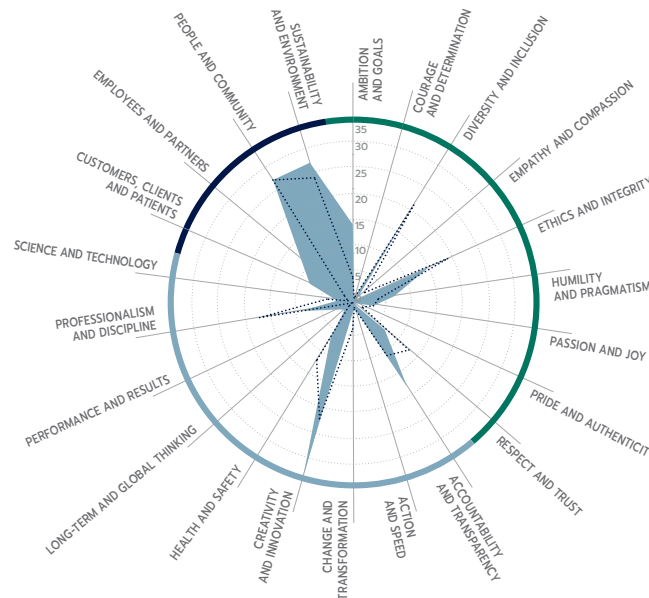 AMBITION
AND GOALS
COURAGE
AND DETERMINATION
DIVERSITY AND INCLUSION
EMPATHY AND COMPASSION
ETHICS AND INTEGRITY
HUMILITY
AND PRAGMATISM
PASSION AND JOY
PRIDE AND AUTHENTICIT
RESPECT AND TRUST
ACCOUNTABILITY
AND TRANSPARENCY
ACTION
AND SPEED
CHANGE AND
TRANSFORMATION
CREATIVITY
AND INNOVATION
HEALTH AND SAFETY
LONG-TERM AND GLOBAL THINKING
PERFORMANCE AND RESULTS
PROFESSIONALISM
AND DISCIPLINE
SCIENCE AND TECHNOLOGY
CUSTOMERS, CLIENTS
AND PATIENTS
EMPLOYEES AND PARTNERS
PEOPLE AND COMMUNITY
SUSTAINABILITY
AND ENVIRONMENT
35
30
25
20
15
10
5